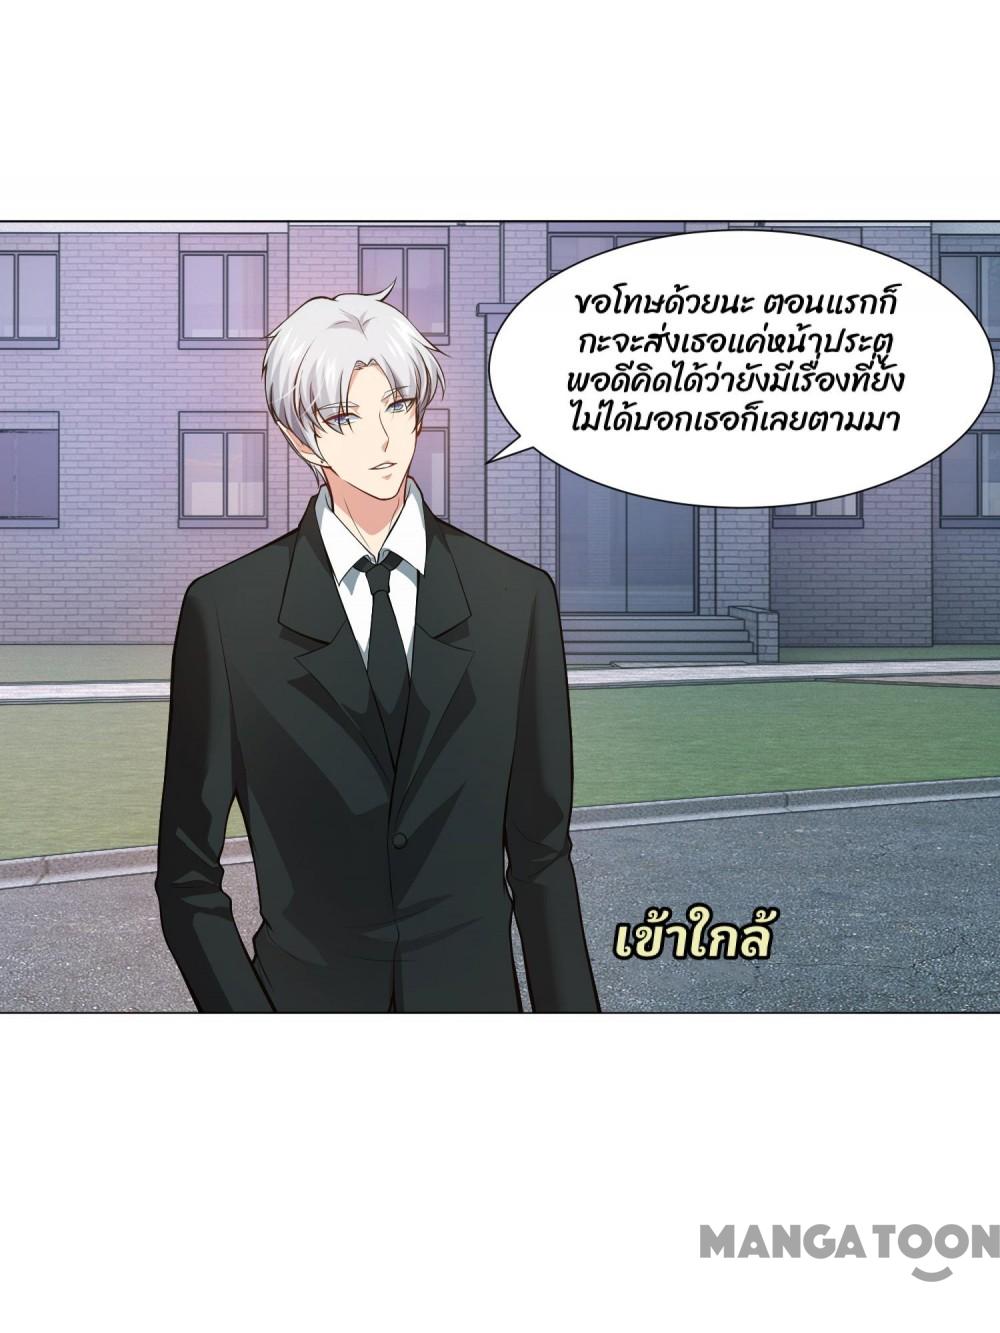 ขอโทษด้วยนะ ตอนแรกก็
กะจะส่งเธอแค่หน้าประตู
พอดีคิดได้ว่ายังมีเรื่องที่ยัง
ไม่ได้บอกเธอก็เลยตามมา
เข้าใกล้
MANGATOON